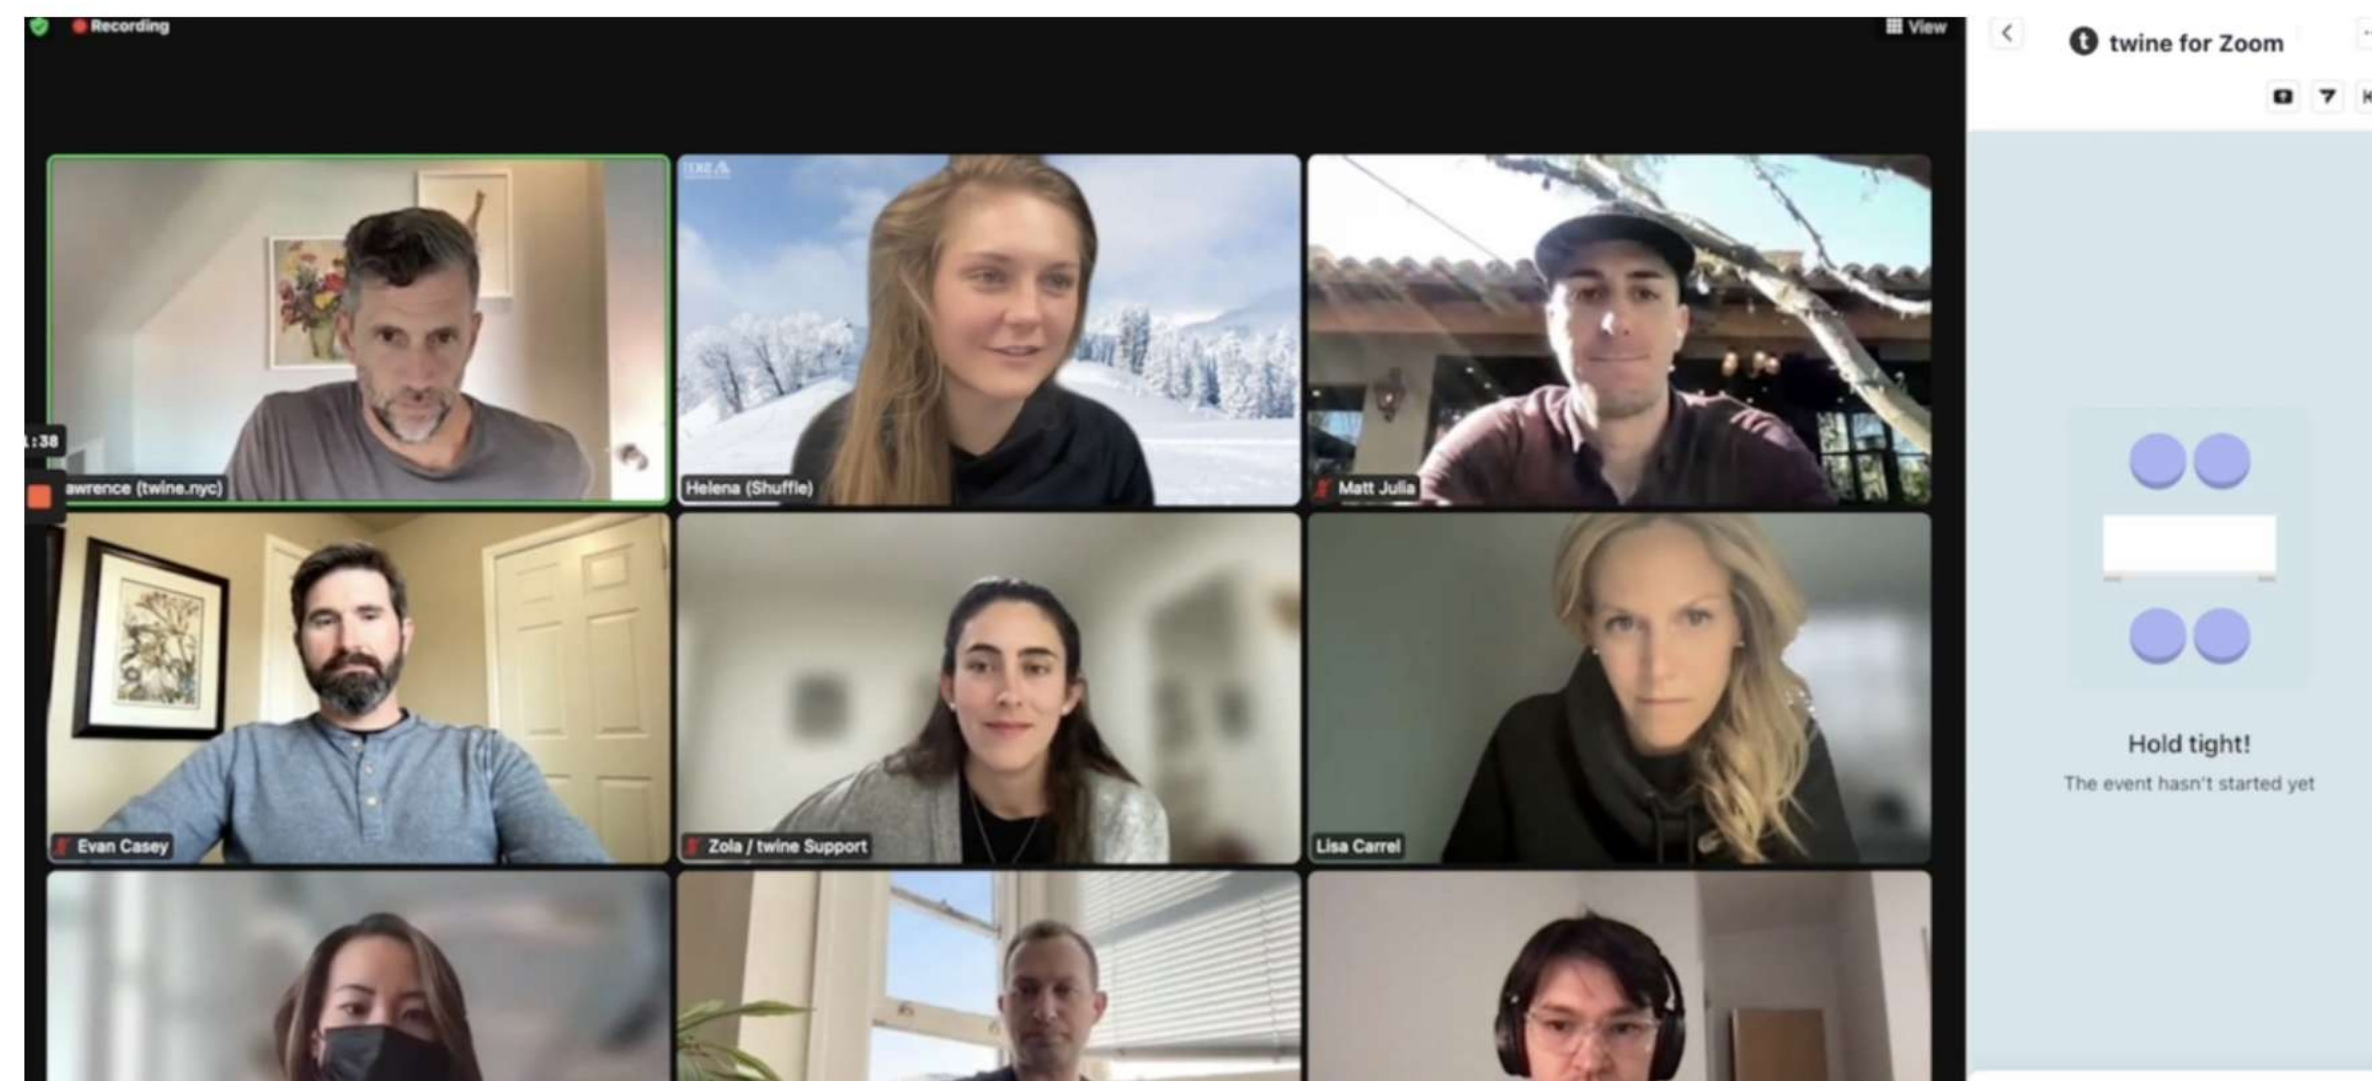 Recording
View
twine for Zoom
:38
awrence (twine.nyc)
Helena (Shuffle)
Matt Julia
Evan Casey
Zola / twine Support
Lisa Carrel
Hold tight!
The event hasn't started yet